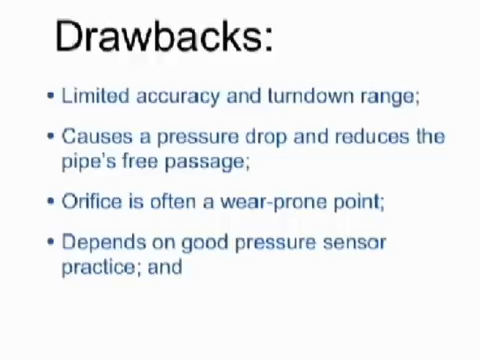 Drawbacks:
• Limited accuracy and turndown range;
• Causes a pressure drop and reduces the
pipe's free passage;
• Orifice is often a wear-prone point;
• Depends on good pressure sensor
practice; and